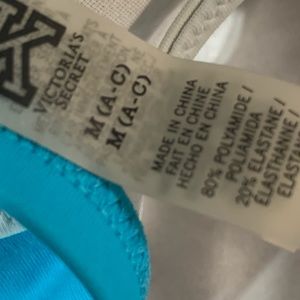 VICTORIA'S
SECRET
M (A-C)
M (A-C)
MADE IN CHINA
FAIT EN CHINE
HECHO EN CHINA
80% POLYAMIDE /
POLIAMIDA
20% ELASTANE /
ÉLASTHANNE /
ELASTANO